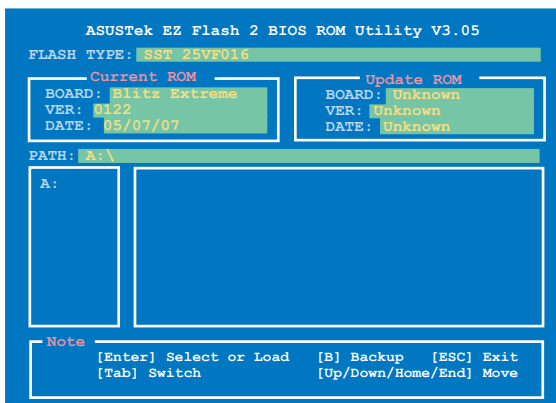 ASUSTek EZ Flash 2 BIOS ROM Utility V3.05
FLASH TYPE: SST 25VF016
Current ROM
BOARD: Blitz Extreme
VER: 0122
DATE: 05/07/07
Update ROM
BOARD: Unknown
VER: Unknown
DATE: Unknown
PATH: A:\
A:
Note
[Enter] Select or Load [B] Backup [ESC] Exit
[Tab] Switch [Up/Down/Home/End] Move